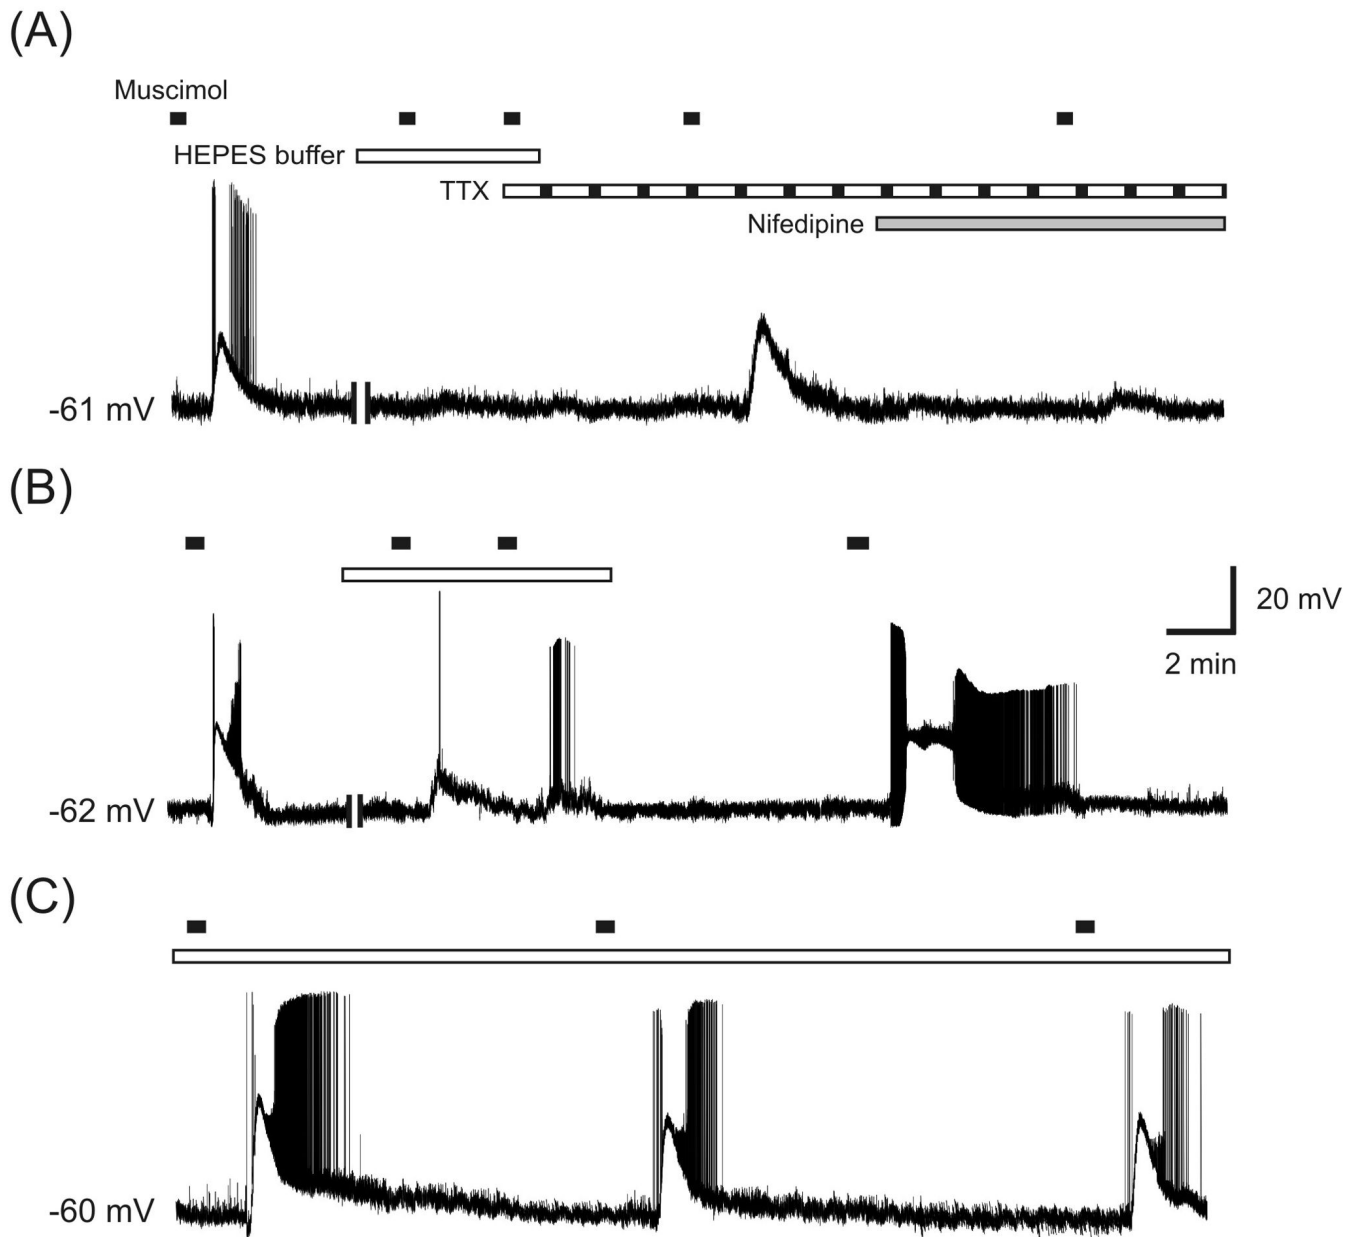 (A)
Muscimol
HEPES buffer
TTX
Nifedipine
-61 mV
(B)
20 mV
2 min
-62 mV
(C)
-60 mV